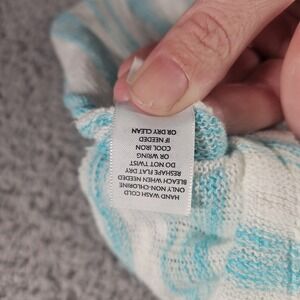 HAND WASH COLD
ONLY NON-CHLORINE
BLEACH WHEN NEEDED
RESHAPE FLAT DRY
DO NOT TWIST
OR WRING
COOL IRON
IF NEEDED
OR DRY CLEAN